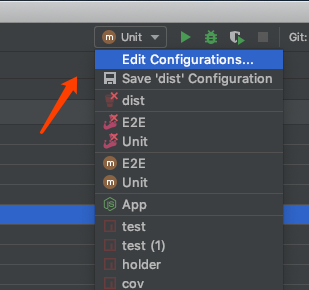 Unit
Git:
Edit Configurations...
Save 'dist' Configuration
dist
E2E
Unit
E2E
Unit
App
test
test (1)
holder
cov